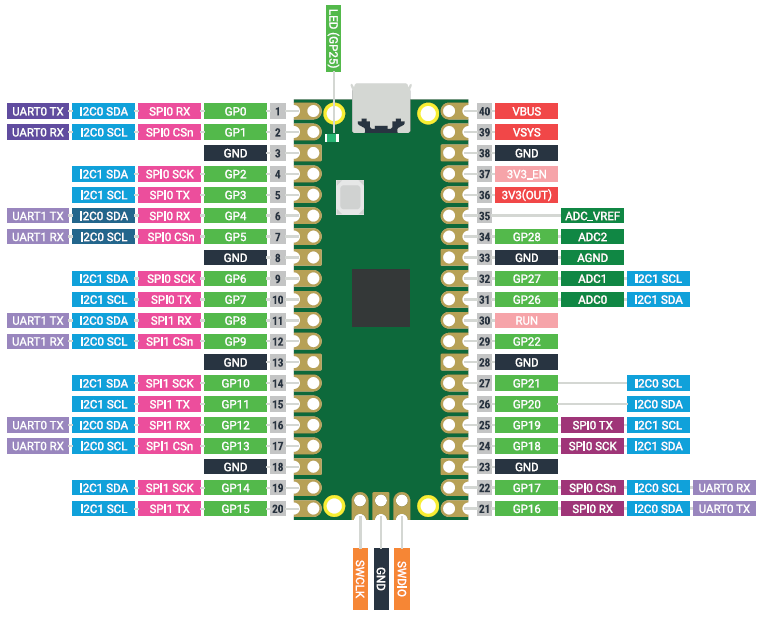 LED (GP25)
UART0 TX I2C0 SDA SPI0 RX GP0 1 40 VBUS
UART0 RX I2C0 SCL SPI0 CSn GP1 2 39 VSYS
GND 3 38 GND
I2C1 SDA SPI0 SCK GP2 4 37 3V3_EN
I2C1 SCL SPI0 TX GP3 5 36 3V3(OUT)
UART1 TX I2C0 SDA SPI0 RX GP4 6 35 ADC_VREF
UART1 RX I2C0 SCL SPI0 CSn GP5 7 34 GP28 ADC2
GND 8 33 GND AGND
I2C1 SDA SPI0 SCK GP6 9 32 GP27 ADC1 I2C1 SCL
I2C1 SCL SPI0 TX GP7 10 31 GP26 ADC0 I2C1 SDA
UART1 TX I2C0 SDA SPI1 RX GP8 11 30 RUN
UART1 RX I2C0 SCL SPI1 CSn GP9 12 29 GP22
GND 13 28 GND
I2C1 SDA SPI1 SCK GP10 14 27 GP21 I2C0 SCL
I2C1 SCL SPI1 TX GP11 15 26 GP20 I2C0 SDA
UART0 TX I2C0 SDA SPI1 RX GP12 16 25 GP19 SPI0 TX I2C1 SCL
UART0 RX I2C0 SCL SPI1 CSn GP13 17 24 GP18 SPI0 SCK I2C1 SDA
GND 18 23 GND
I2C1 SDA SPI1 SCK GP14 19 22 GP17 SPI0 CSn I2C0 SCL UART0 RX
I2C1 SCL SPI1 TX GP15 20 21 GP16 SPI0 RX I2C0 SDA UART0 TX
SWCLK
GND
SWDIO